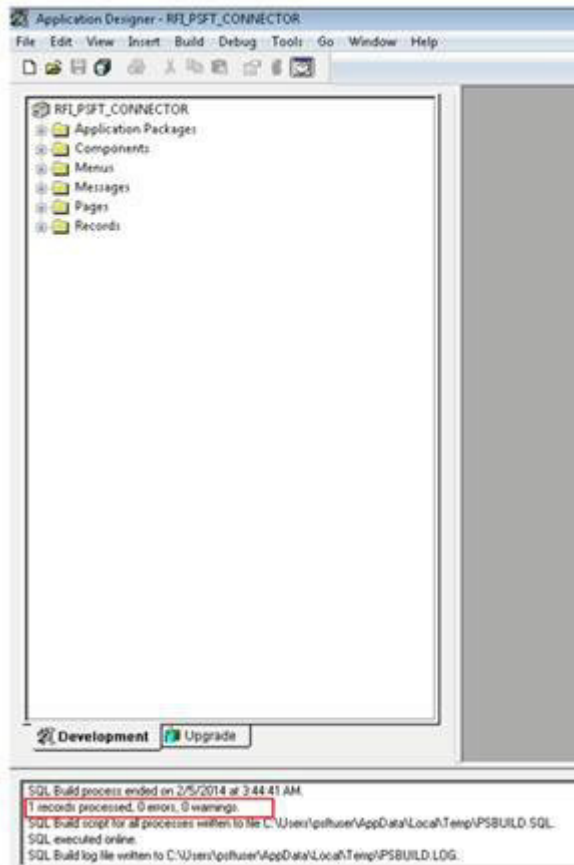 Application Designer - RFI_PSFT_CONNECTOR
File Edit View Insert Build Debug Tools Go Window Help
RFI_PSFT_CONNECTOR
Application Packages
Components
Menus
Messages
Pages
Records
Development Upgrade
SQL Build process ended on 2/5/2014 at 3:44:41 AM.
1 records processed, 0 errors, 0 warnings.
SQL Build script for all processes written to file C:\Users\psftuser\AppData\Local\Temp\PSBUILD.SQL.
SQL executed online.
SQL Build log file written to C:\Users\psftuser\AppData\Local\Temp\PSBUILD.LOG.